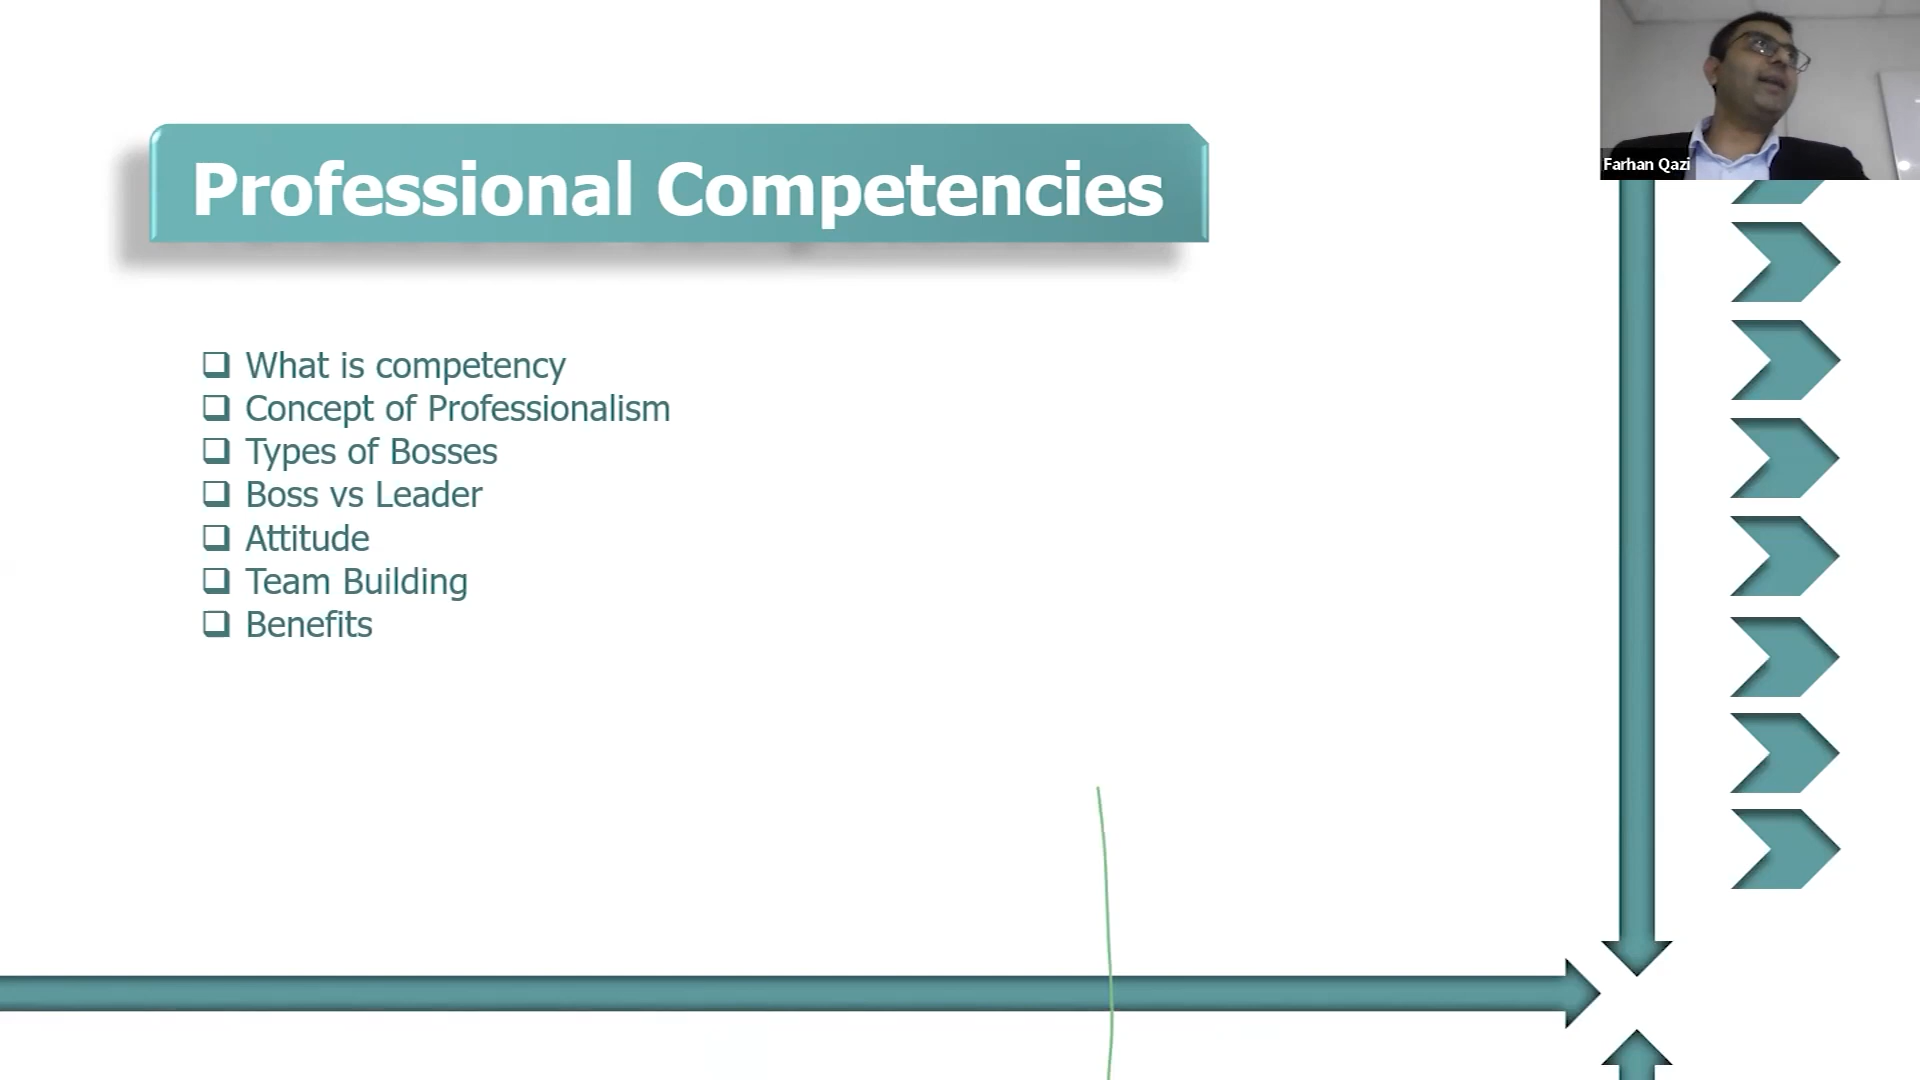 Professional Competencies
Farhan Qazi
What is competency
Concept of Professionalism
Types of Bosses
Boss vs Leader
Attitude
Team Building
Benefits